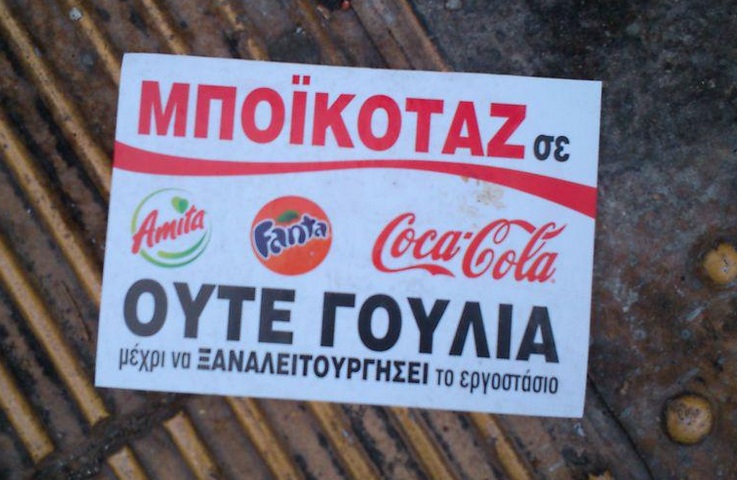 ΜΠΟΪΚΟΤΑΖ σε
Amita Fanta Coca-Cola
ΟΥΤΕ ΓΟΥΛΙΑ
μέχρι να ΞΑΝΑΛΕΙΤΟΥΡΓΗΣΕΙ το εργοστάσιο